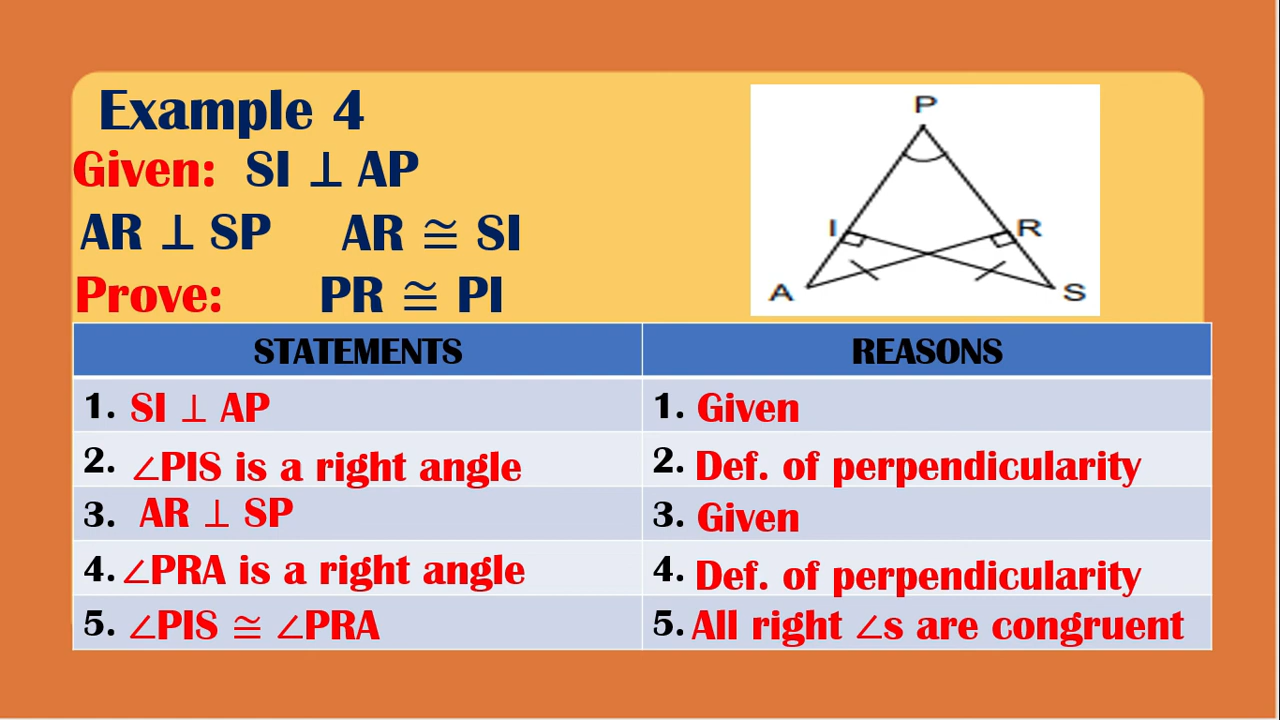 Example 4
Given: SI ⊥ AP
AR ⊥ SP AR ≅ SI
Prove: PR ≅ PI
P
I
R
A
S
STATEMENTS REASONS
1. SI ⊥ AP 1. Given
2. ∠PIS is a right angle 2. Def. of perpendicularity
3. AR ⊥ SP 3. Given
4. ∠PRA is a right angle 4. Def. of perpendicularity
5. ∠PIS ≅ ∠PRA 5. All right ∠s are congruent